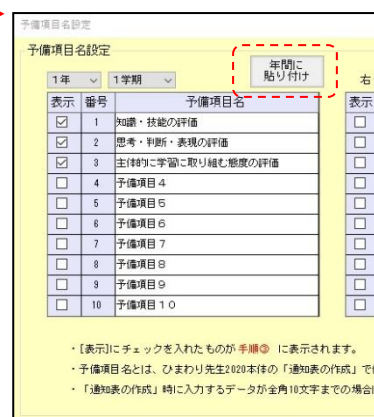 予備項目名設定
予備項目名設定
年間に
貼り付け
1年 1学期 右
表示 番号 予備項目名 表示
1 知識・技能の評価
2 思考・判断・表現の評価
3 主体的に学習に取り組む態度の評価
4 予備項目4
5 予備項目5
6 予備項目6
7 予備項目7
8 予備項目8
9 予備項目9
10 予備項目10
・[表示]にチェックを入れたものが 手順③ に表示されます。
・予備項目名とは、ひまわり先生2020本体の「通知表の作成」で
・「通知表の作成」時に入力するデータが全角10文字までの場合